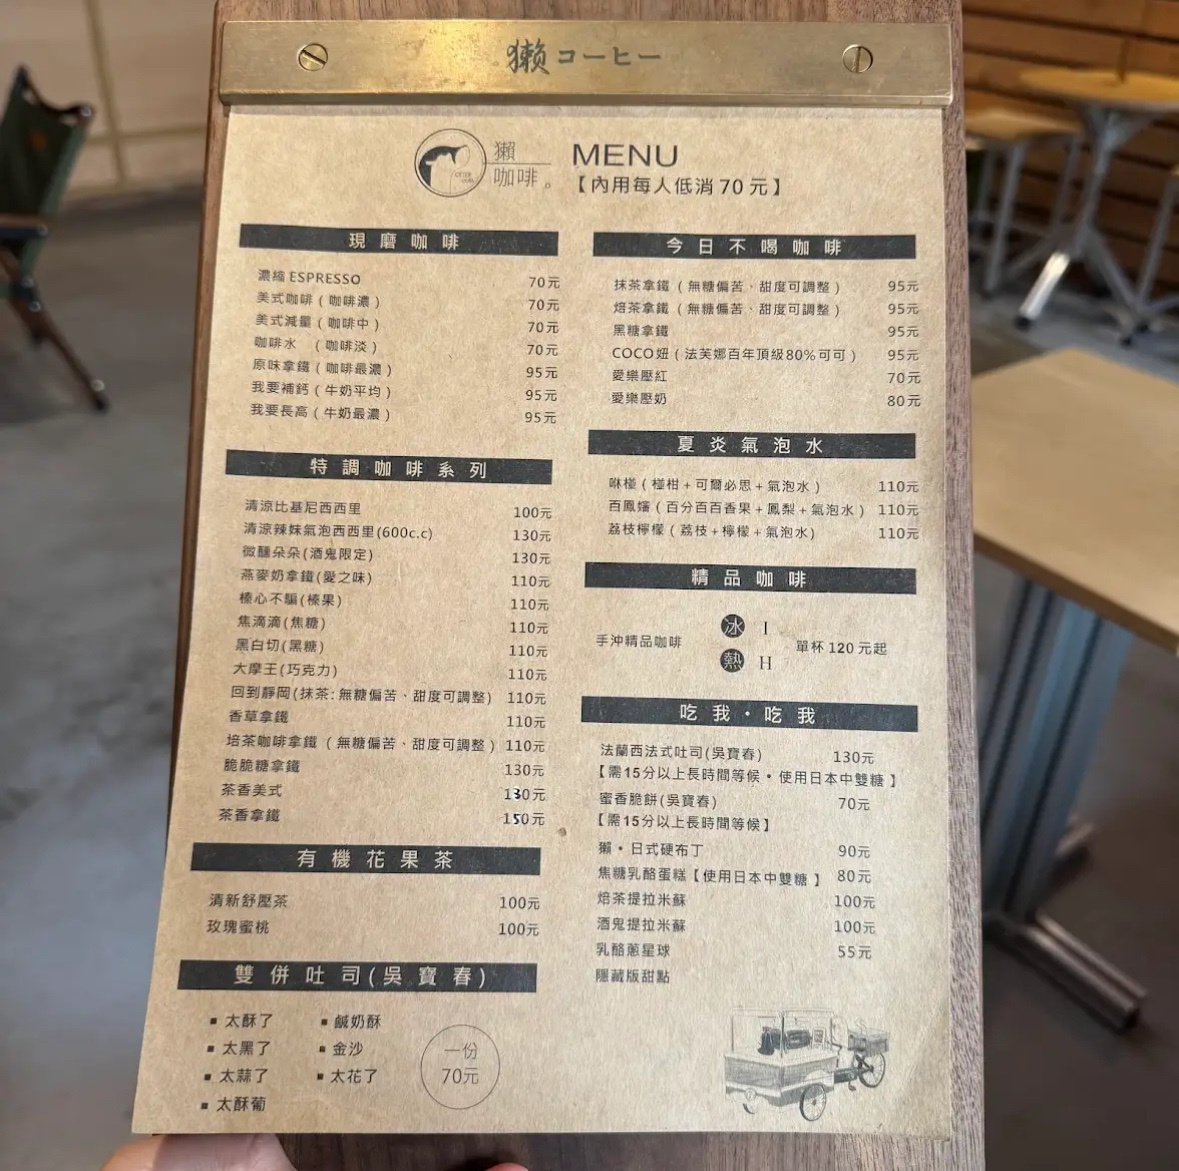 獺コーヒー
獺
咖啡。
MENU
【內用每人低消70元】
現磨咖啡
濃縮 ESPRESSO 70元
美式咖啡（咖啡濃） 70元
美式減量（咖啡中） 70元
咖啡水 （咖啡淡） 70元
原味拿鐵（咖啡最濃） 95元
我要補鈣（牛奶平均） 95元
我要長高（牛奶最濃） 95元
特調咖啡系列
清涼比基尼西西里 100元
清涼辣妹氣泡西西里(600c.c) 130元
微醺朵朵(酒鬼限定) 130元
燕麥奶拿鐵(愛之味) 110元
榛心不騙(榛果) 110元
焦滴滴(焦糖) 110元
黑白切(黑糖) 110元
大摩王(巧克力) 110元
回到靜岡(抹茶:無糖偏苦、甜度可調整) 110元
香草拿鐵 110元
培茶咖啡拿鐵（無糖偏苦、甜度可調整）110元
脆脆糖拿鐵 130元
茶香美式 130元
茶香拿鐵 150元
有機花果茶
清新舒壓茶 100元
玫瑰蜜桃 100元
雙併吐司(吳寶春)
▪ 太酥了 ▪ 鹹奶酥
▪ 太黑了 ▪ 金沙
▪ 太蒜了 ▪ 太花了
▪ 太酥葡
一份
70元
今日不喝咖啡
抹茶拿鐵（無糖偏苦、甜度可調整） 95元
焙茶拿鐵（無糖偏苦、甜度可調整） 95元
黑糖拿鐵 95元
COCO妞（法芙娜百年頂級80%可可） 95元
愛樂壓紅 70元
愛樂壓奶 80元
夏炎氣泡水
咻椪（椪柑+可爾必思+氣泡水） 110元
百鳳嬪（百分百百香果+鳳梨+氣泡水） 110元
荔枝檸檬（荔枝+檸檬+氣泡水） 110元
精品咖啡
手沖精品咖啡
冰 I
熱 H
單杯 120 元起
吃我・吃我
法蘭西法式吐司(吳寶春) 130元
【需15分以上長時間等候・使用日本中雙糖】
蜜香脆餅(吳寶春) 70元
【需15分以上長時間等候】
獺・日式硬布丁 90元
焦糖乳酪蛋糕【使用日本中雙糖】 80元
焙茶提拉米蘇 100元
酒鬼提拉米蘇 100元
乳酪蔥星球 55元
隱藏版甜點